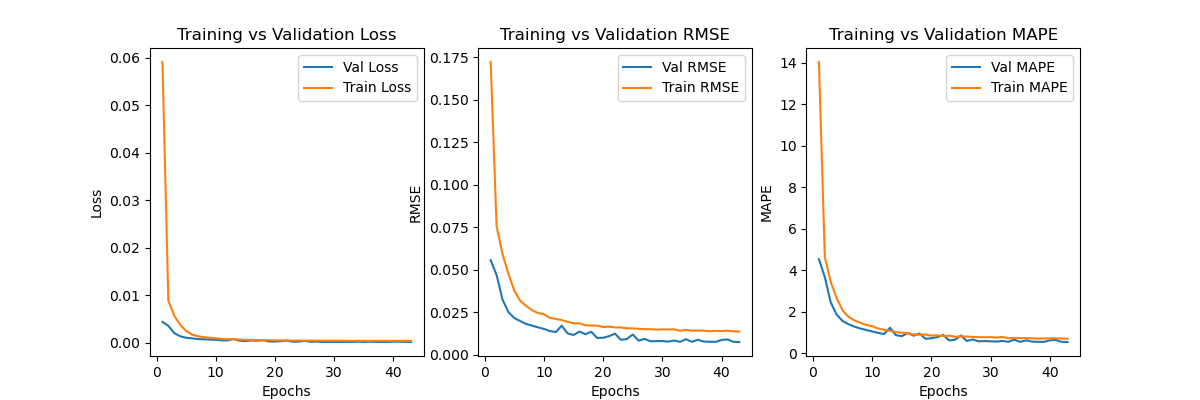 Training vs Validation Loss
Val Loss
Train Loss
0.06
0.05
0.04
0.03
0.02
0.01
0.00
Loss
0 10 20 30 40
Epochs
Training vs Validation RMSE
Val RMSE
Train RMSE
0.175
0.150
0.125
0.100
0.075
0.050
0.025
0.000
RMSE
0 10 20 30 40
Epochs
Training vs Validation MAPE
Val MAPE
Train MAPE
14
12
10
8
6
4
2
0
MAPE
0 10 20 30 40
Epochs